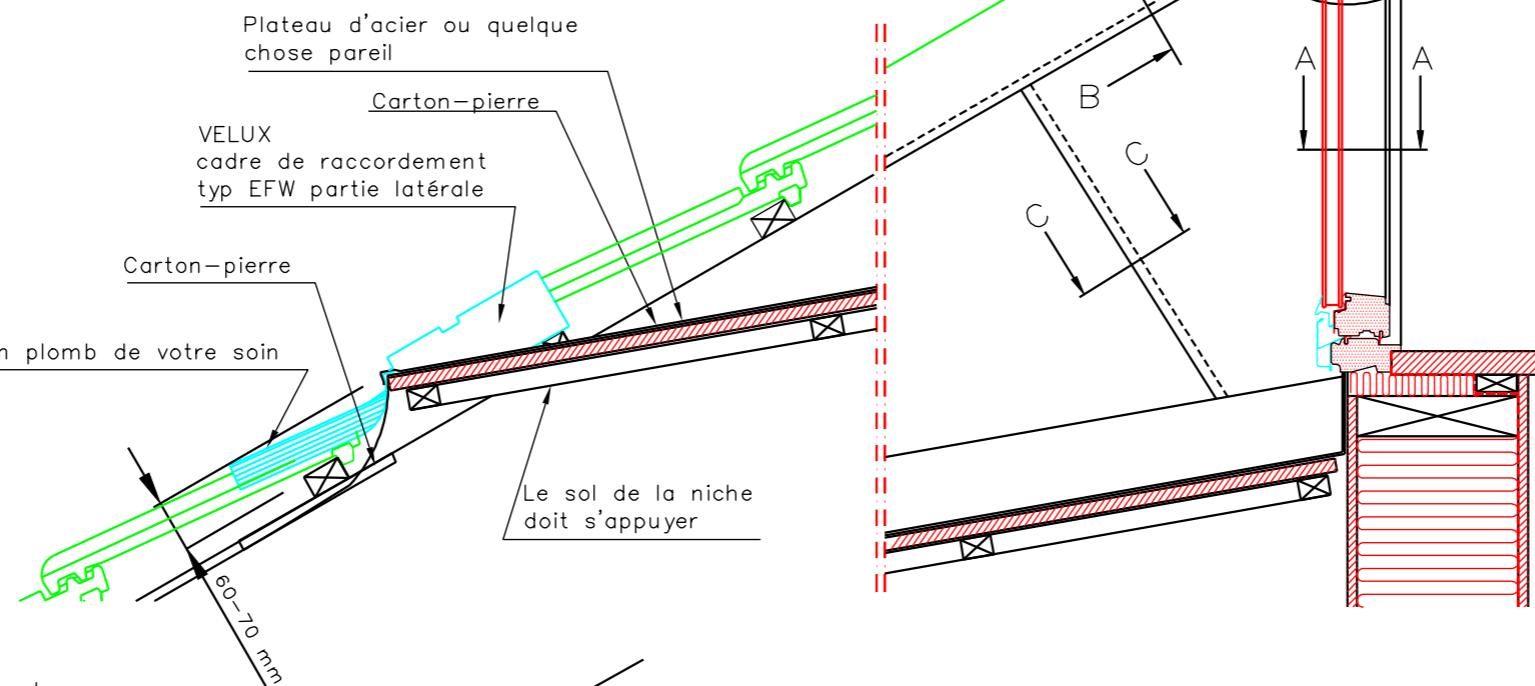 Plateau d'acier ou quelque
chose pareil
Carton-pierre
VELUX
cadre de raccordement
typ EFW partie latérale
Carton-pierre
plomb de votre soin
Le sol de la niche
doit s'appuyer
60-70 mm
A
A
B
C
C